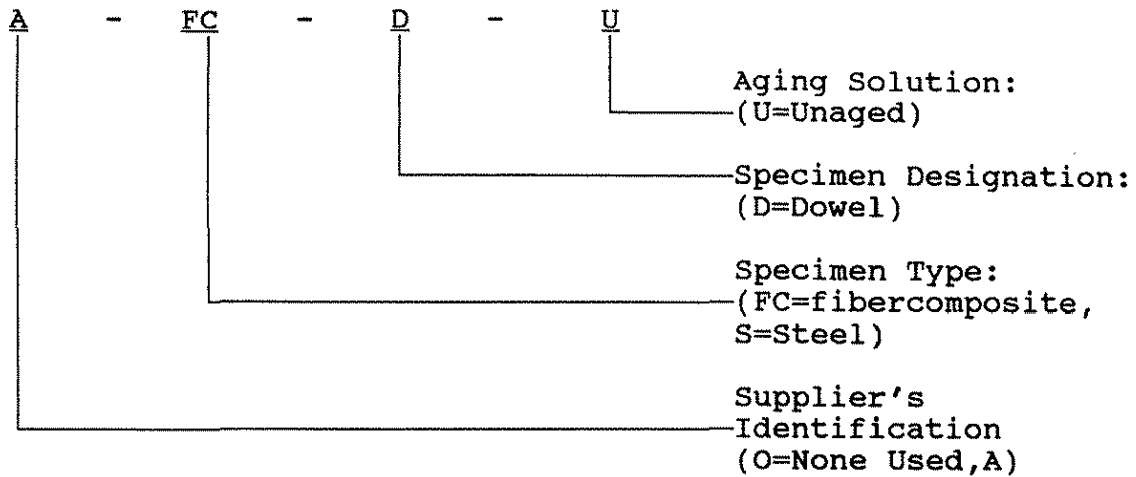 A - FC - D - U
Aging Solution:
(U=Unaged)
Specimen Designation:
(D=Dowel)
Specimen Type:
(FC=fibercomposite,
S=Steel)
Supplier's
Identification
(O=None Used,A)